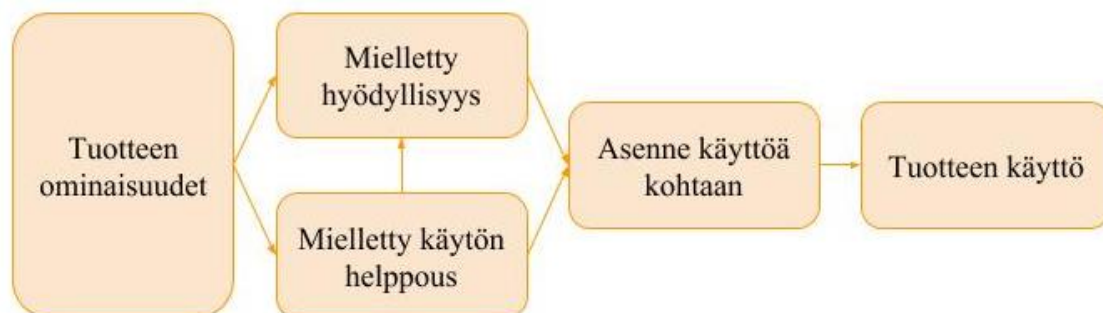 Tuotteen
ominaisuudet
Mielletty
hyödyllisyys
Mielletty käytön
helppous
Asenne käyttöä
kohtaan
Tuotteen käyttö